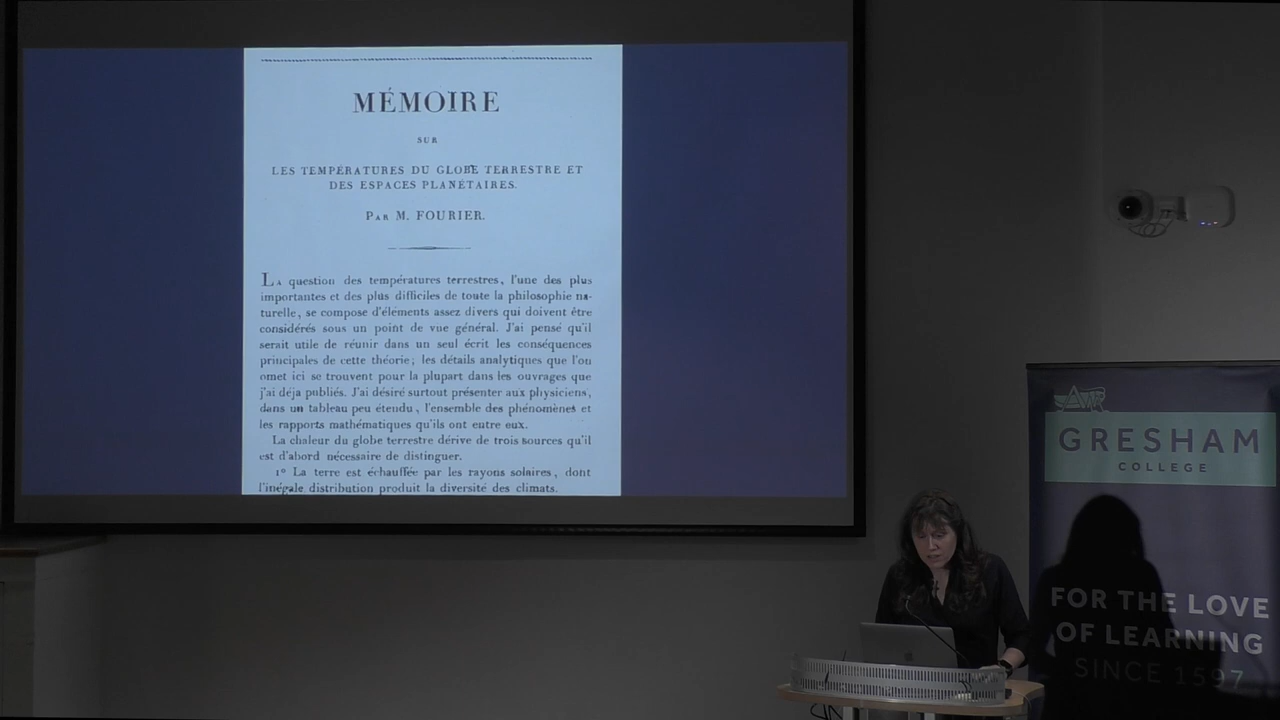 MÉMOIRE
SUR
LES TEMPÉRATURES DU GLOBE TERRESTRE ET
DES ESPACES PLANÉTAIRES.
PAR M. FOURIER.
LA question des températures terrestres, l'une des plus
importantes et des plus difficiles de toute la philosophie na-
turelle, se compose d'élémens assez divers qui doivent être
considérés sous un point de vue général. J'ai pensé qu'il
serait utile de réunir dans un seul écrit les conséquences
principales de cette théorie; les détails analytiques que l'on
omet ici se trouvent pour la plupart dans les ouvrages que
j'ai déja publiés. J'ai désiré surtout présenter aux physiciens,
dans un tableau peu étendu, l'ensemble des phénomènes et
les rapports mathématiques qu'ils ont entre eux.
La chaleur du globe terrestre dérive de trois sources qu'il
est d'abord nécessaire de distinguer.
1° La terre est échauffée par les rayons solaires, dont
l'inégale distribution produit la diversité des climats.
GRESHAM
COLLEGE
FOR THE LOVE
OF LEARNING
SINCE 1597